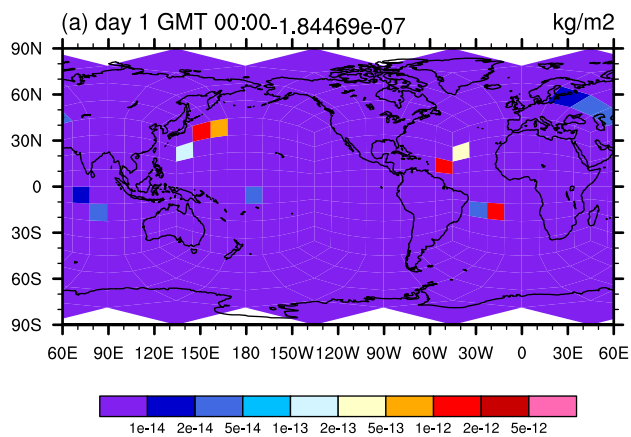 (a) day 1 GMT 00:00 -1.84469e-07 kg/m2
90N
60N
30N
0
30S
60S
90S
60E 90E 120E 150E 180 150W 120W 90W 60W 30W 0 30E 60E
1e-14 2e-14 5e-14 1e-13 2e-13 5e-13 1e-12 2e-12 5e-12